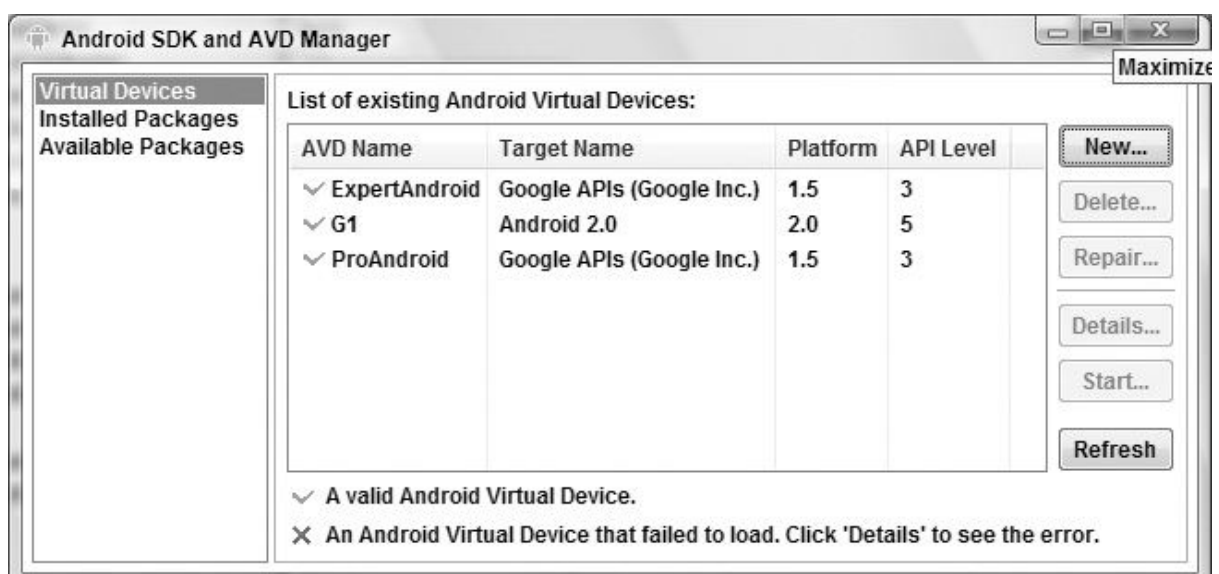 Android SDK and AVD Manager
Maximize
Virtual Devices
Installed Packages
Available Packages
List of existing Android Virtual Devices:
AVD Name Target Name Platform API Level
ExpertAndroid Google APIs (Google Inc.) 1.5 3
G1 Android 2.0 2.0 5
ProAndroid Google APIs (Google Inc.) 1.5 3
New...
Delete...
Repair...
Details...
Start...
Refresh
A valid Android Virtual Device.
An Android Virtual Device that failed to load. Click 'Details' to see the error.